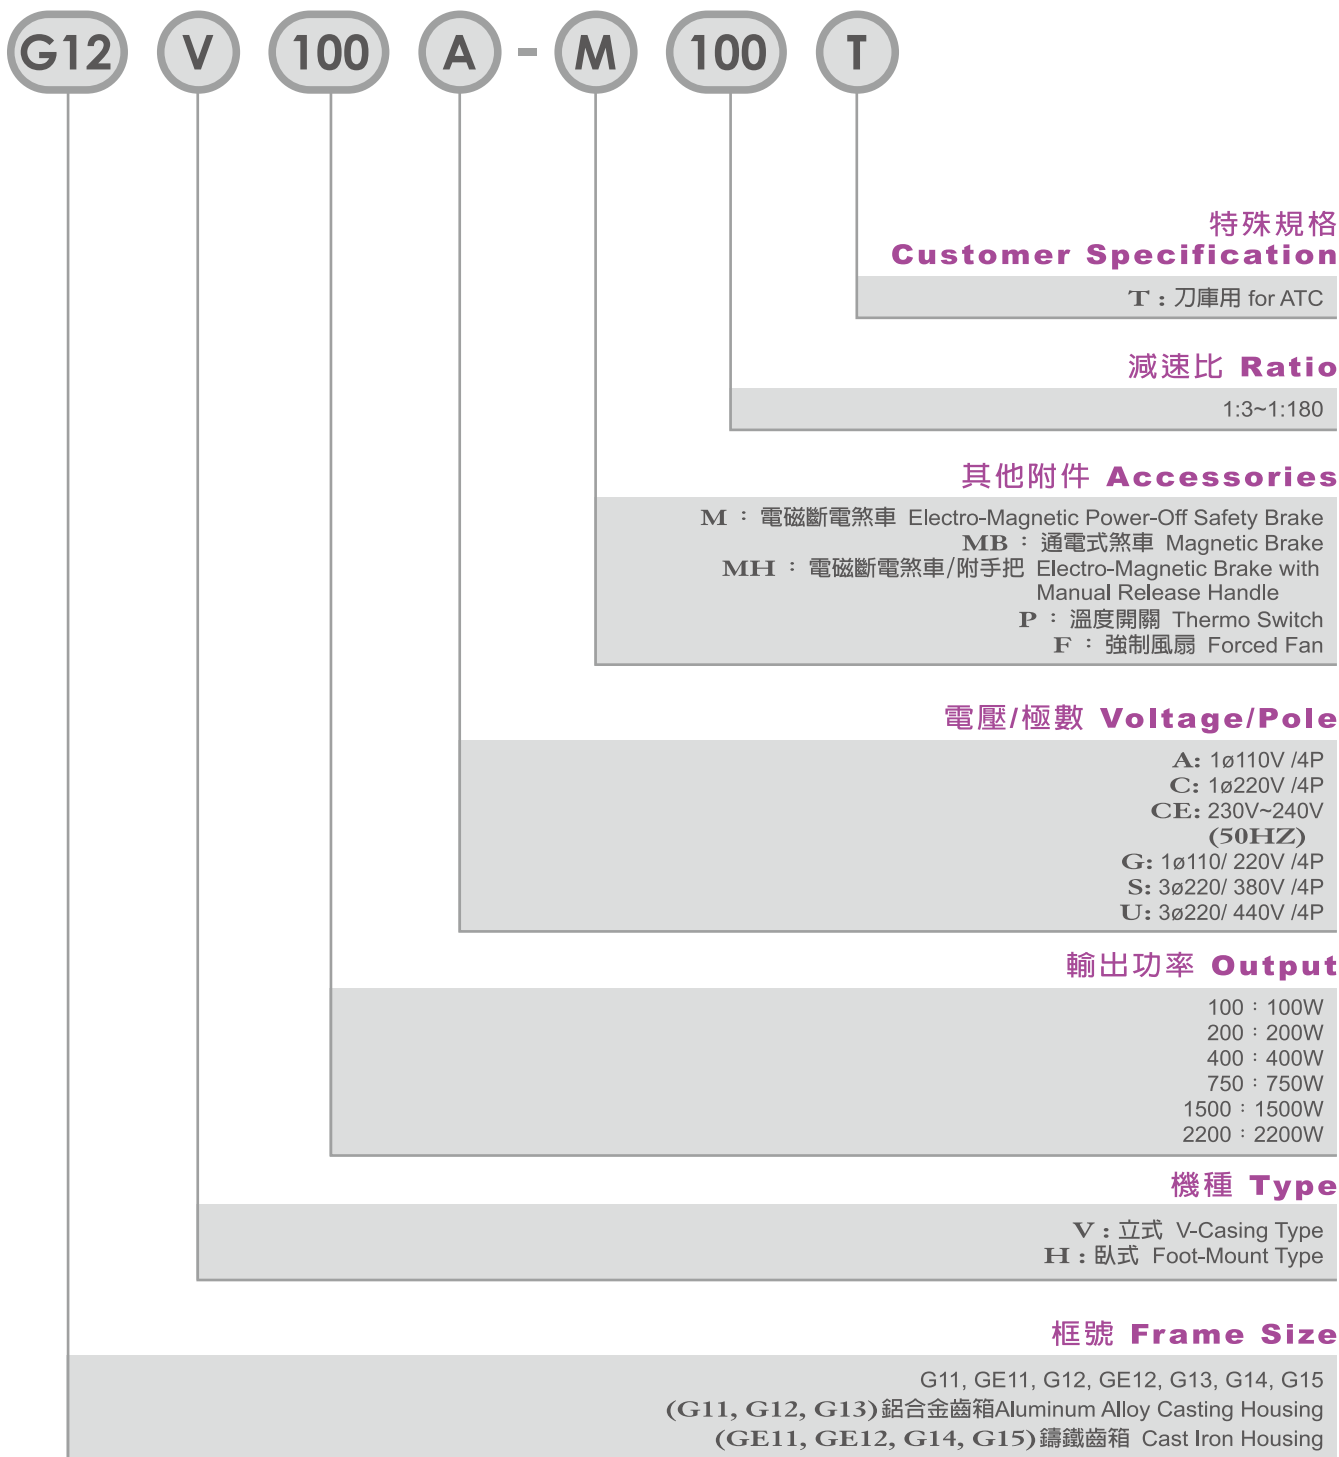 G12 V 100 A - M 100 T
特殊規格
Customer Specification
T : 刀庫用 for ATC
減速比 Ratio
1:3~1:180
其他附件 Accessories
M : 電磁斷電煞車 Electro-Magnetic Power-Off Safety Brake
MB : 通電式煞車 Magnetic Brake
MH : 電磁斷電煞車/附手把 Electro-Magnetic Brake with
Manual Release Handle
P : 溫度開關 Thermo Switch
F : 強制風扇 Forced Fan
電壓/極數 Voltage/Pole
A: 1ø110V /4P
C: 1ø220V /4P
CE: 230V~240V
(50HZ)
G: 1ø110/ 220V /4P
S: 3ø220/ 380V /4P
U: 3ø220/ 440V /4P
輸出功率 Output
100 : 100W
200 : 200W
400 : 400W
750 : 750W
1500 : 1500W
2200 : 2200W
機種 Type
V : 立式 V-Casing Type
H : 臥式 Foot-Mount Type
框號 Frame Size
G11, GE11, G12, GE12, G13, G14, G15
(G11, G12, G13)鋁合金齒箱Aluminum Alloy Casting Housing
(GE11, GE12, G14, G15)鑄鐵齒箱 Cast Iron Housing